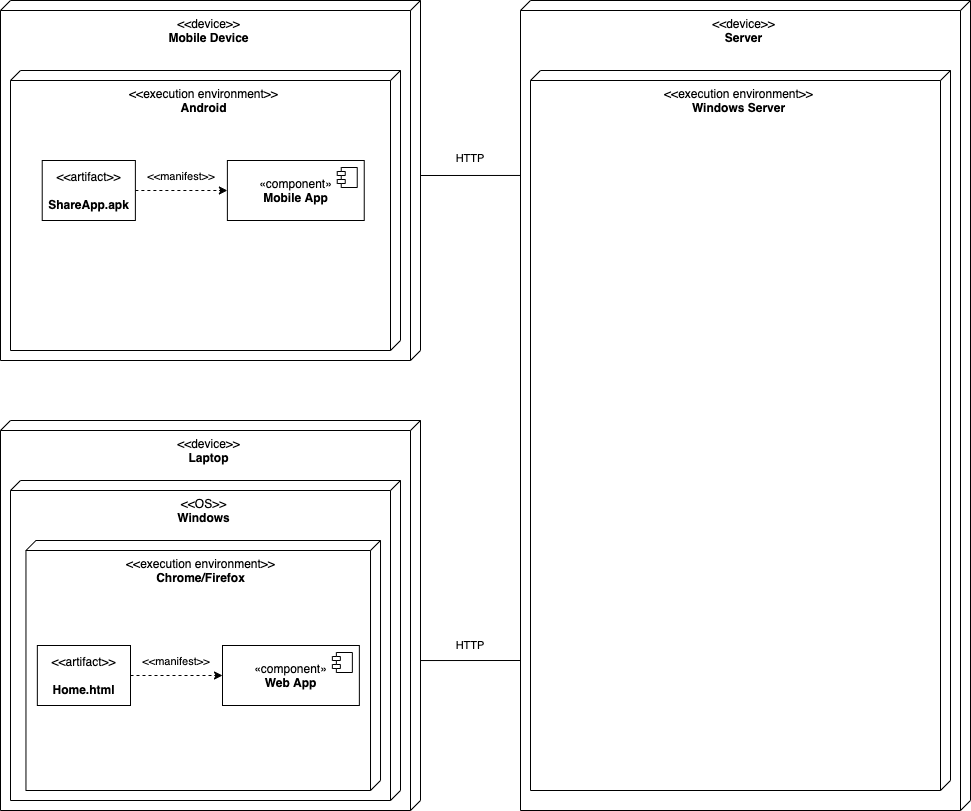 <<device>>
Mobile Device
<<execution environment>>
Android
<<artifact>>
ShareApp.apk
<<manifest>>
«component»
Mobile App
HTTP
<<device>>
Server
<<execution environment>>
Windows Server
<<device>>
Laptop
<<OS>>
Windows
<<execution environment>>
Chrome/Firefox
<<artifact>>
Home.html
<<manifest>>
«component»
Web App
HTTP